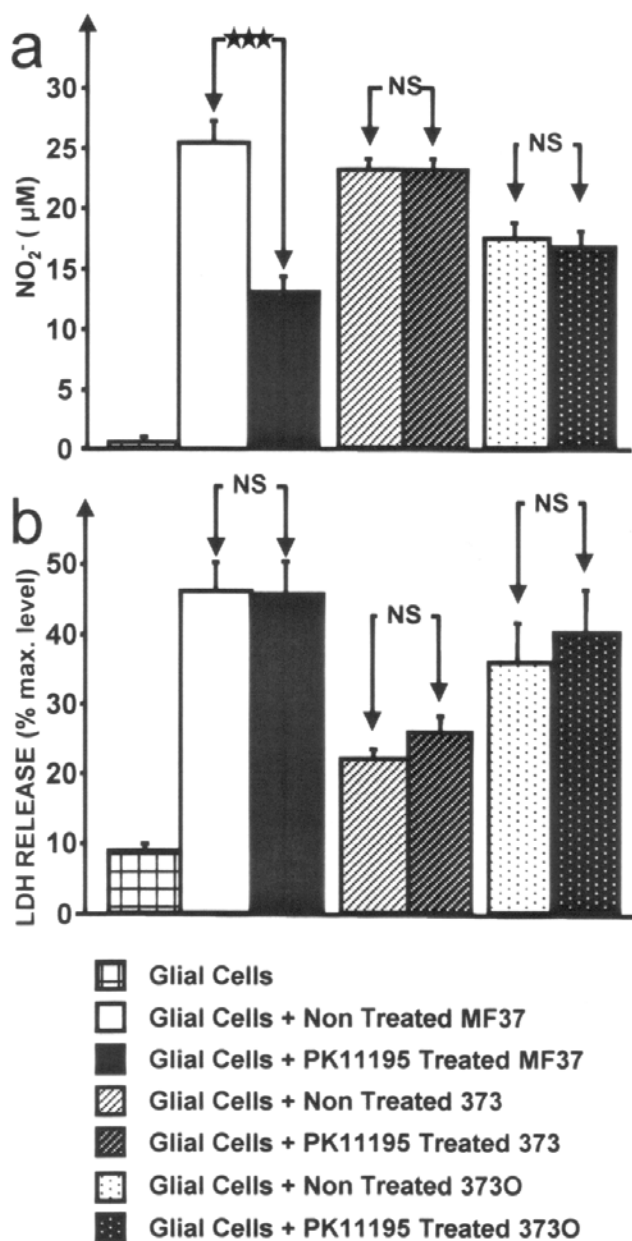 a
★★★
NS
NS
NO₂⁻ ( µM)
30
25
20
15
10
5
0
b
NS
NS
NS
LDH RELEASE (% max. level)
50
40
30
20
10
0
Glial Cells
Glial Cells + Non Treated MF37
Glial Cells + PK11195 Treated MF37
Glial Cells + Non Treated 373
Glial Cells + PK11195 Treated 373
Glial Cells + Non Treated 373O
Glial Cells + PK11195 Treated 373O